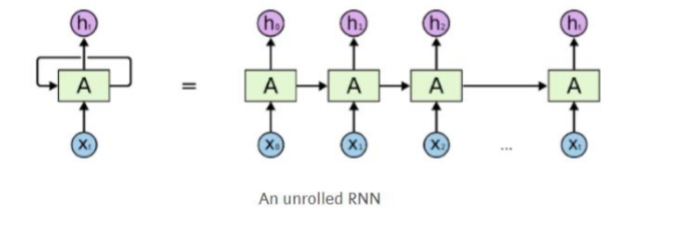 hₜ h₀ h₁ h₂ hₜ
A = A A A A
Xₜ X₀ X₁ X₂ ... Xₜ
An unrolled RNN